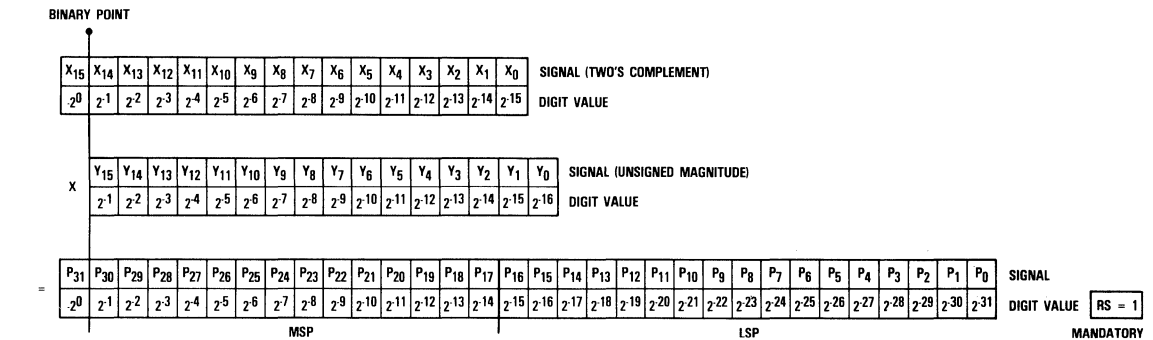 BINARY POINT
X₁₅ X₁₄ X₁₃ X₁₂ X₁₁ X₁₀ X₉ X₈ X₇ X₆ X₅ X₄ X₃ X₂ X₁ X₀ SIGNAL (TWO'S COMPLEMENT)
-2⁰ 2⁻¹ 2⁻² 2⁻³ 2⁻⁴ 2⁻⁵ 2⁻⁶ 2⁻⁷ 2⁻⁸ 2⁻⁹ 2⁻¹⁰ 2⁻¹¹ 2⁻¹² 2⁻¹³ 2⁻¹⁴ 2⁻¹⁵ DIGIT VALUE
X
Y₁₅ Y₁₄ Y₁₃ Y₁₂ Y₁₁ Y₁₀ Y₉ Y₈ Y₇ Y₆ Y₅ Y₄ Y₃ Y₂ Y₁ Y₀ SIGNAL (UNSIGNED MAGNITUDE)
2⁻¹ 2⁻² 2⁻³ 2⁻⁴ 2⁻⁵ 2⁻⁶ 2⁻⁷ 2⁻⁸ 2⁻⁹ 2⁻¹⁰ 2⁻¹¹ 2⁻¹² 2⁻¹³ 2⁻¹⁴ 2⁻¹⁵ 2⁻¹⁶ DIGIT VALUE
=
P₃₁ P₃₀ P₂₉ P₂₈ P₂₇ P₂₆ P₂₅ P₂₄ P₂₃ P₂₂ P₂₁ P₂₀ P₁₉ P₁₈ P₁₇ P₁₆ P₁₅ P₁₄ P₁₃ P₁₂ P₁₁ P₁₀ P₉ P₈ P₇ P₆ P₅ P₄ P₃ P₂ P₁ P₀ SIGNAL
-2⁰ 2⁻¹ 2⁻² 2⁻³ 2⁻⁴ 2⁻⁵ 2⁻⁶ 2⁻⁷ 2⁻⁸ 2⁻⁹ 2⁻¹⁰ 2⁻¹¹ 2⁻¹² 2⁻¹³ 2⁻¹⁴ 2⁻¹⁵ 2⁻¹⁶ 2⁻¹⁷ 2⁻¹⁸ 2⁻¹⁹ 2⁻²⁰ 2⁻²¹ 2⁻²² 2⁻²³ 2⁻²⁴ 2⁻²⁵ 2⁻²⁶ 2⁻²⁷ 2⁻²⁸ 2⁻²⁹ 2⁻³⁰ 2⁻³¹ DIGIT VALUE RS = 1
MSP LSP MANDATORY